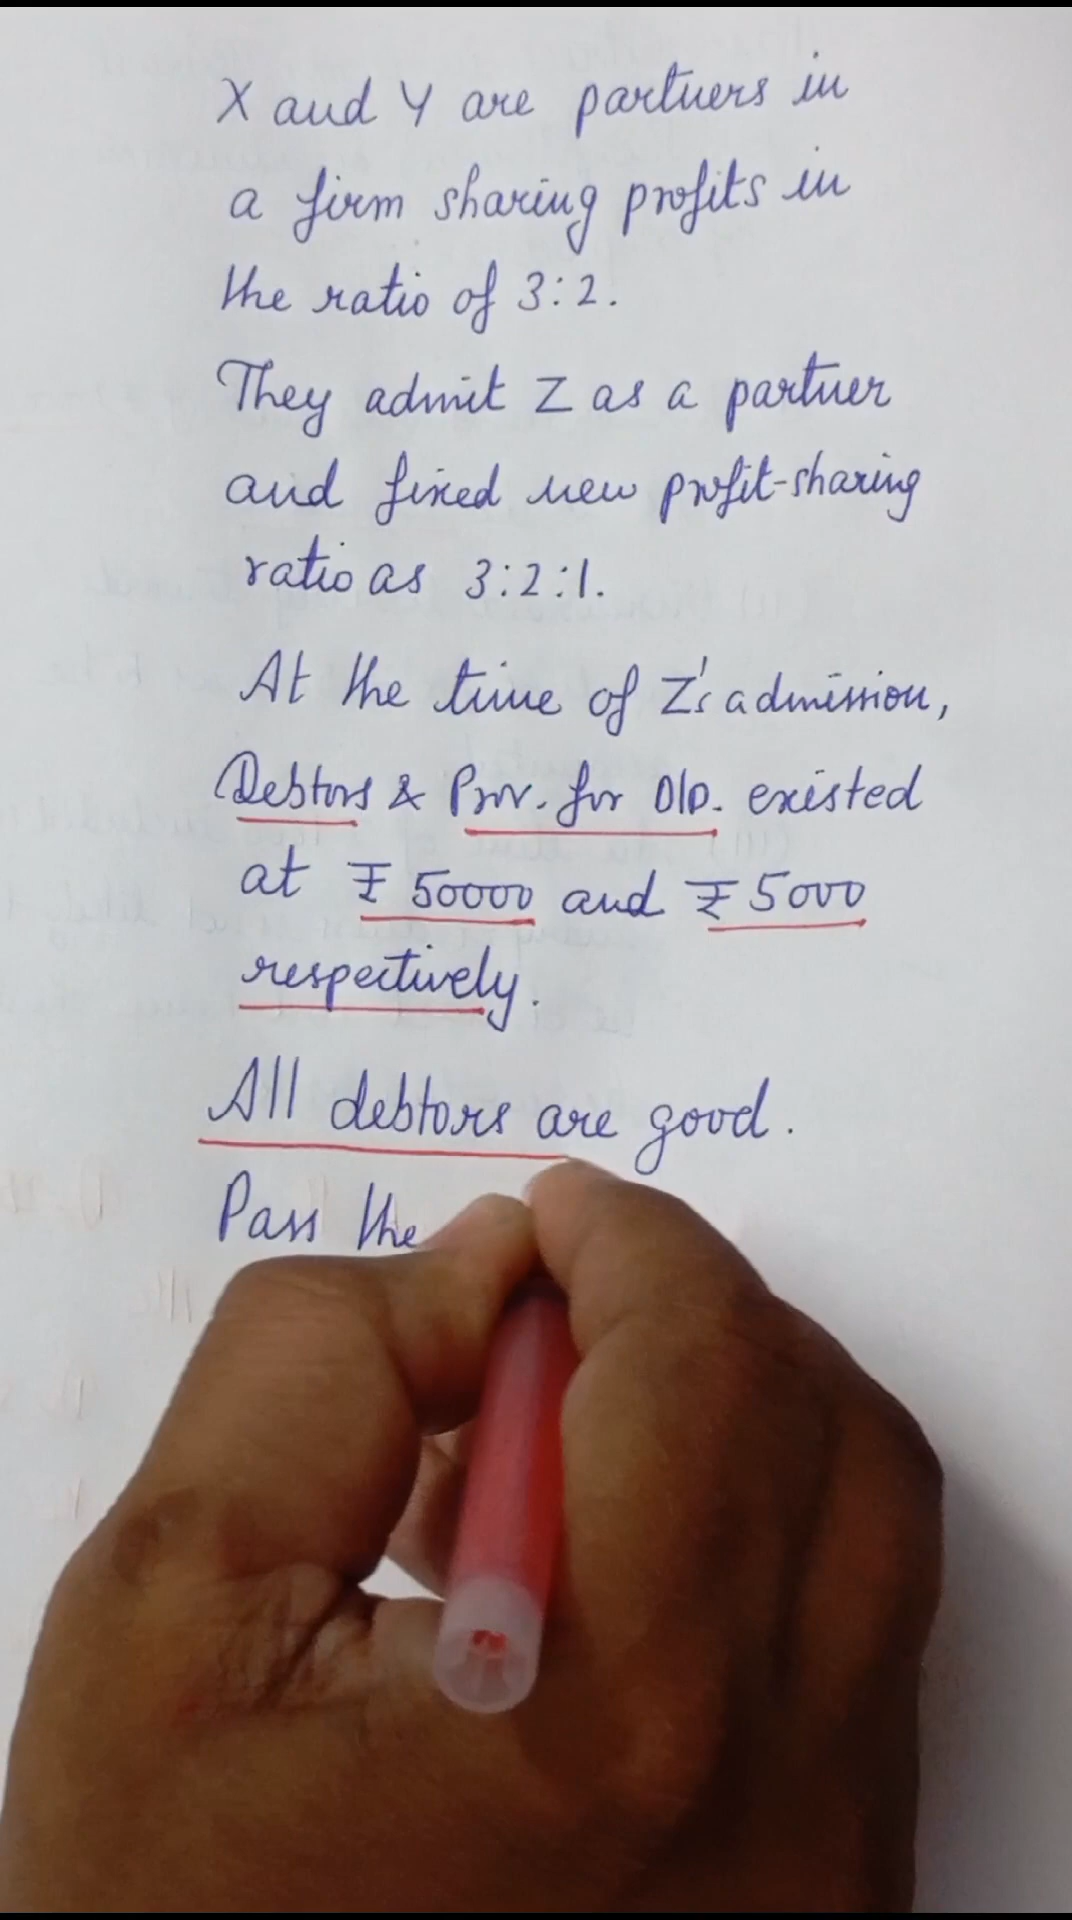 X and Y are partners in
a firm sharing profits in
the ratio of 3:2.
They admit Z as a partner
and fixed new profit-sharing
ratio as 3:2:1.
At the time of Z's admission,
Debtors & Prov. for D/D. existed
at ₹ 50000 and ₹ 5000
respectively.
All debtors are good.
Pass the